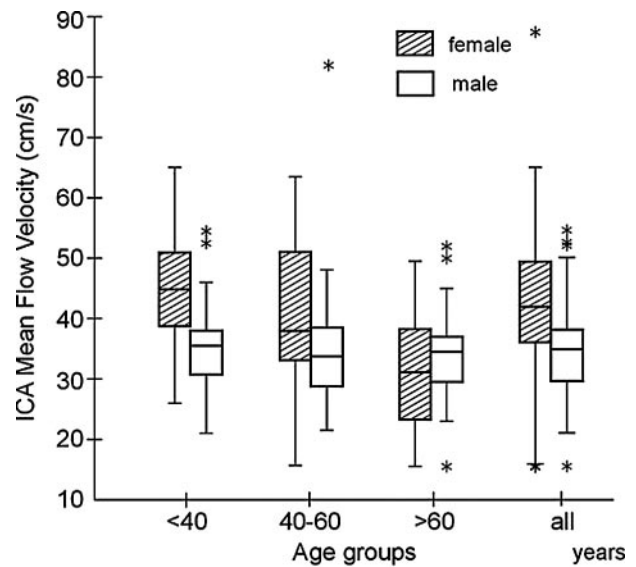 90
80
70
60
50
40
30
20
10
ICA Mean Flow Velocity (cm/s)
female
male
<40 40-60 >60 all
Age groups years